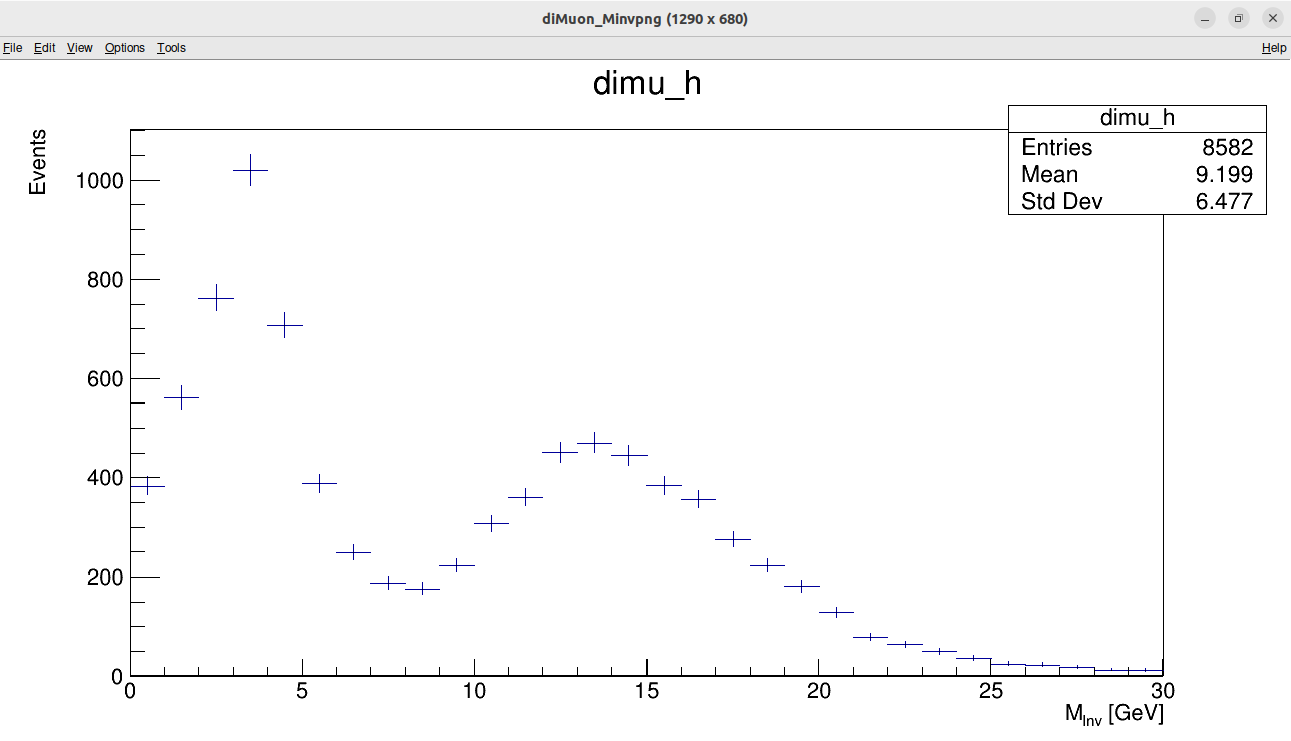 diMuon_Minvpng (1290 x 680)
File Edit View Options Tools Help
dimu_h
dimu_h
Entries 8582
Mean 9.199
Std Dev 6.477
Events
1000
800
600
400
200
0
0 5 10 15 20 25 30
M_Inv [GeV]